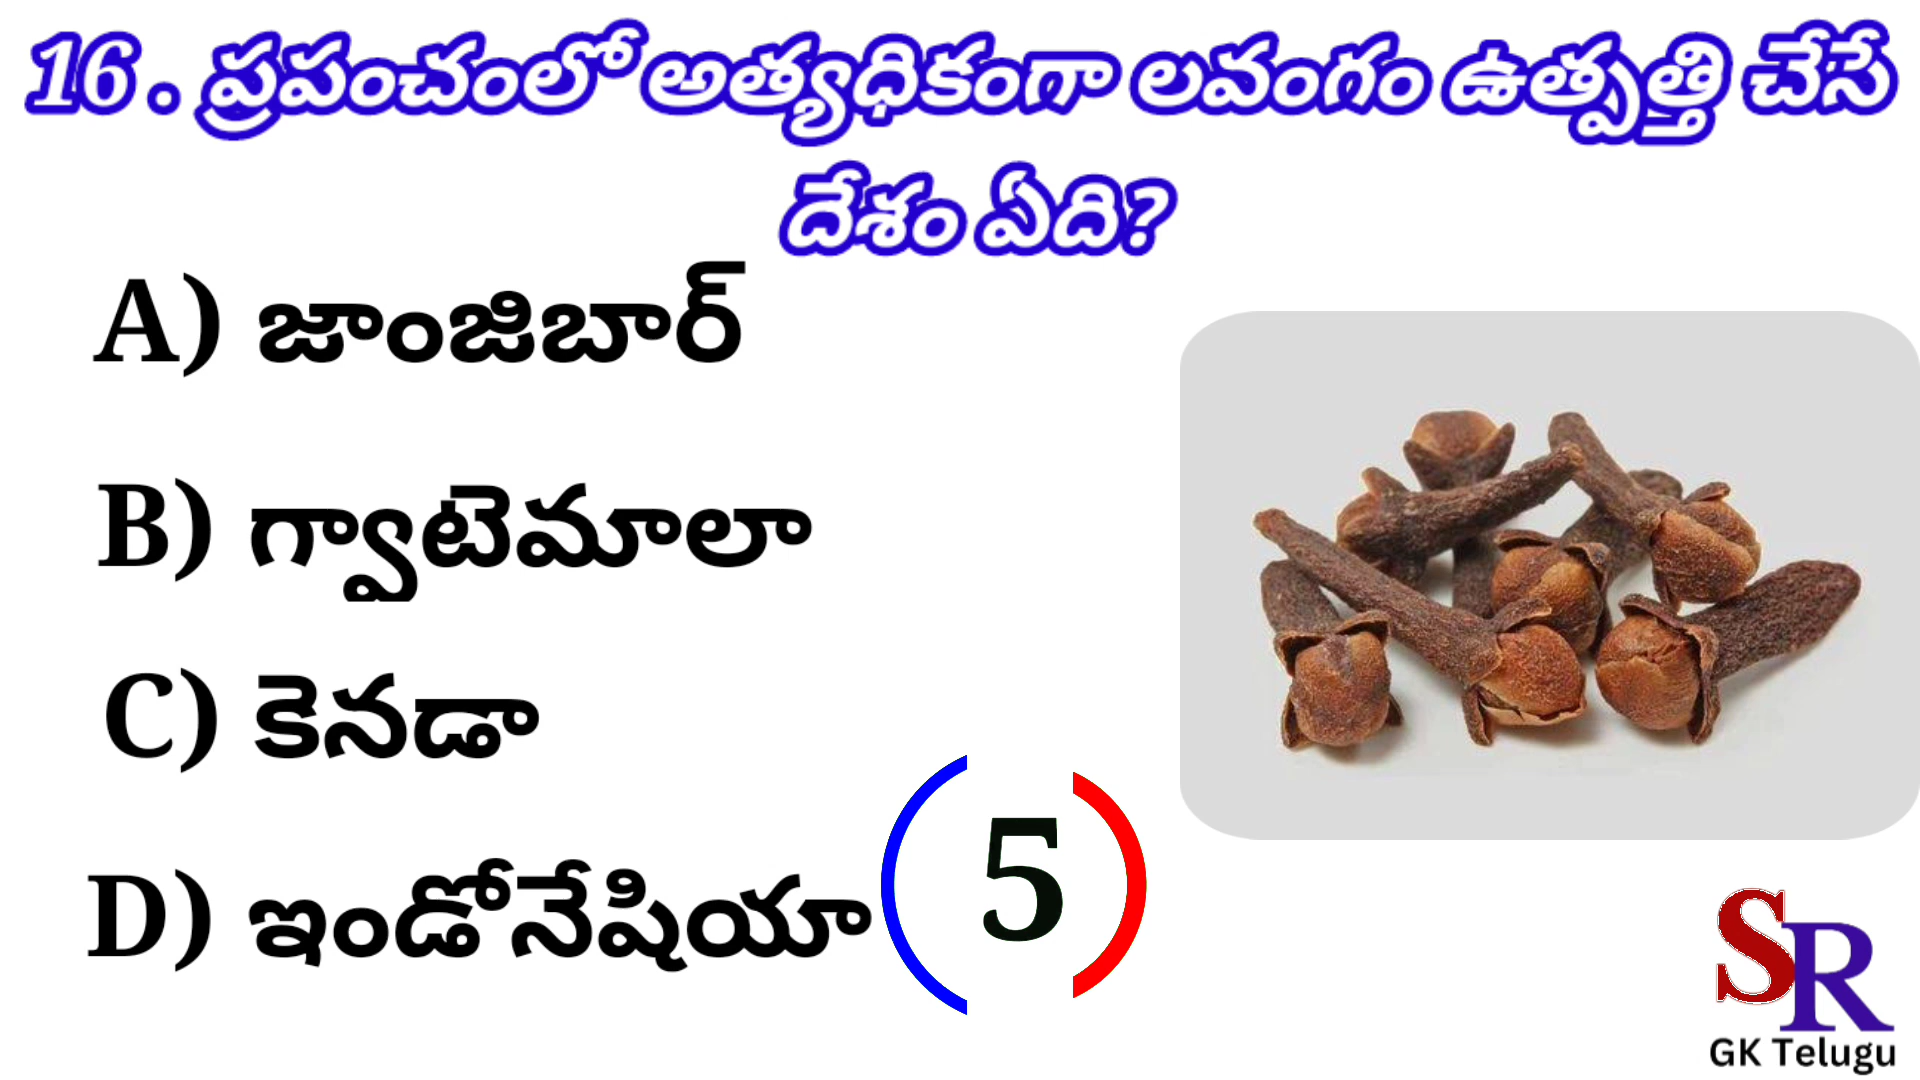 16 . ప్రపంచంలో అత్యధికంగా లవంగం ఉత్పత్తి చేసే
దేశం ఏది?
A) జాంజిబార్
B) గ్వాటెమాలా
C) కెనడా
D) ఇండోనేషియా
5
SR
GK Telugu